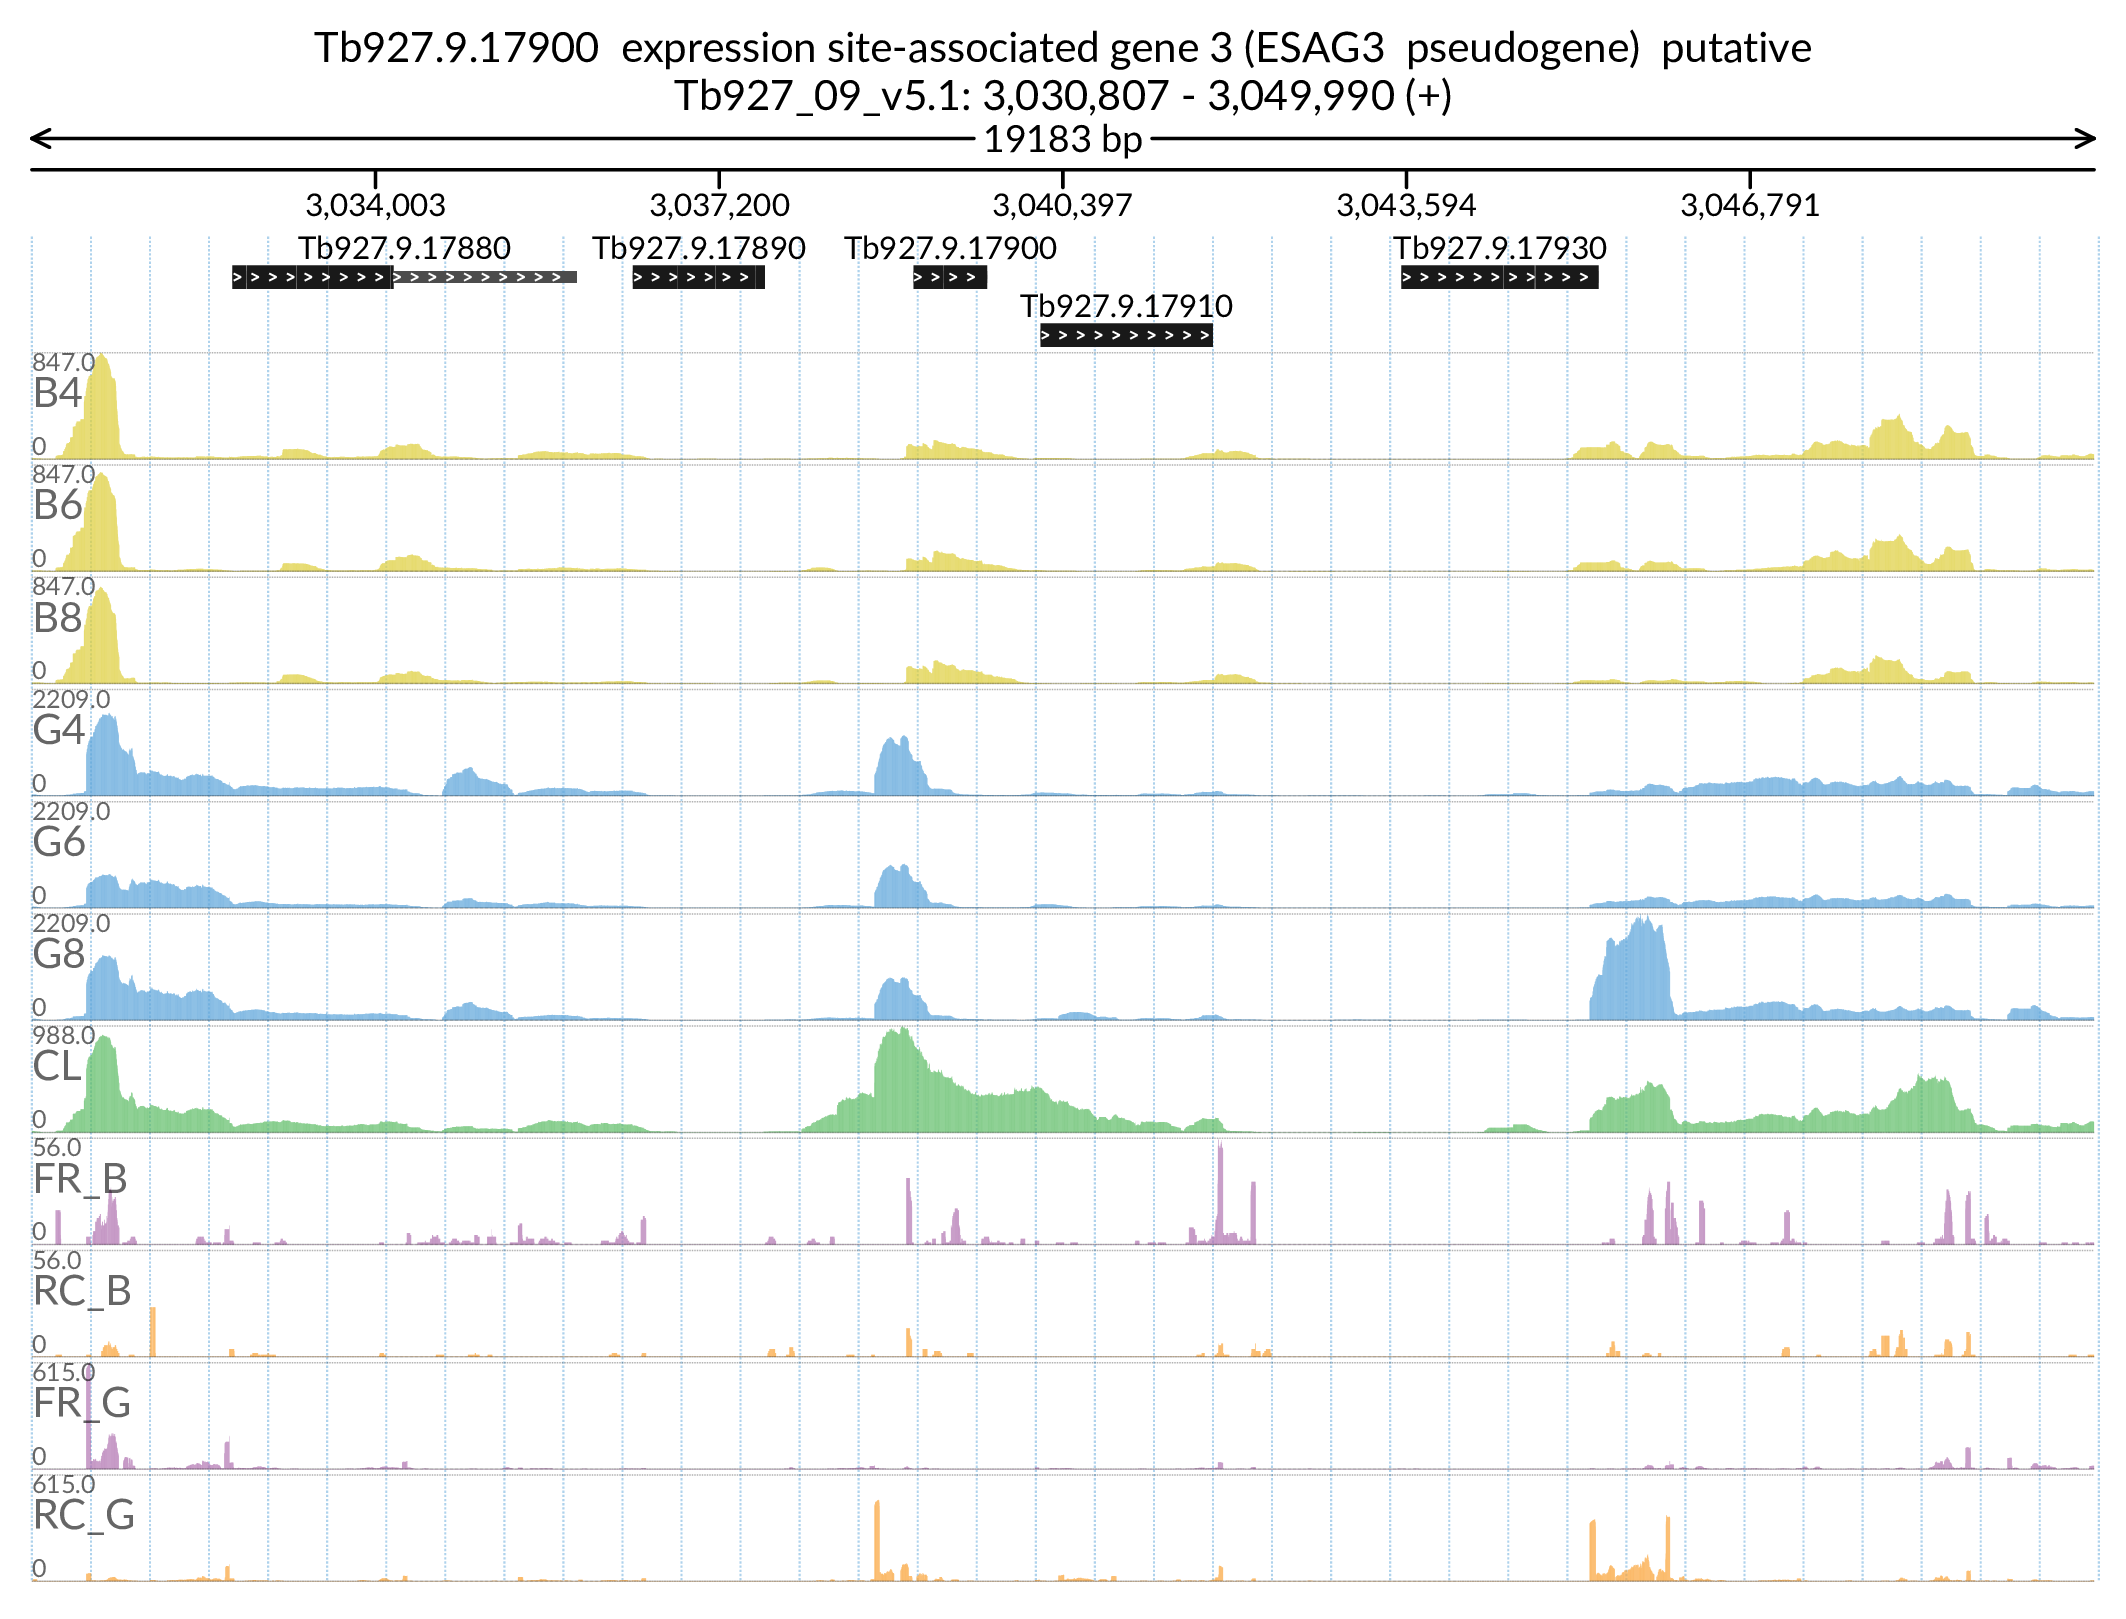 Tb927.9.17900  expression site-associated gene 3 (ESAG3  pseudogene)  putative
Tb927_09_v5.1: 3,030,807 - 3,049,990 (+)
19183 bp
3,034,003 3,037,200 3,040,397 3,043,594 3,046,791
Tb927.9.17880 Tb927.9.17890 Tb927.9.17900 Tb927.9.17930
Tb927.9.17910
847.0
B4
0
847.0
B6
0
847.0
B8
0
2209.0
G4
0
2209.0
G6
0
2209.0
G8
0
988.0
CL
0
56.0
FR_B
0
56.0
RC_B
0
615.0
FR_G
0
615.0
RC_G
0